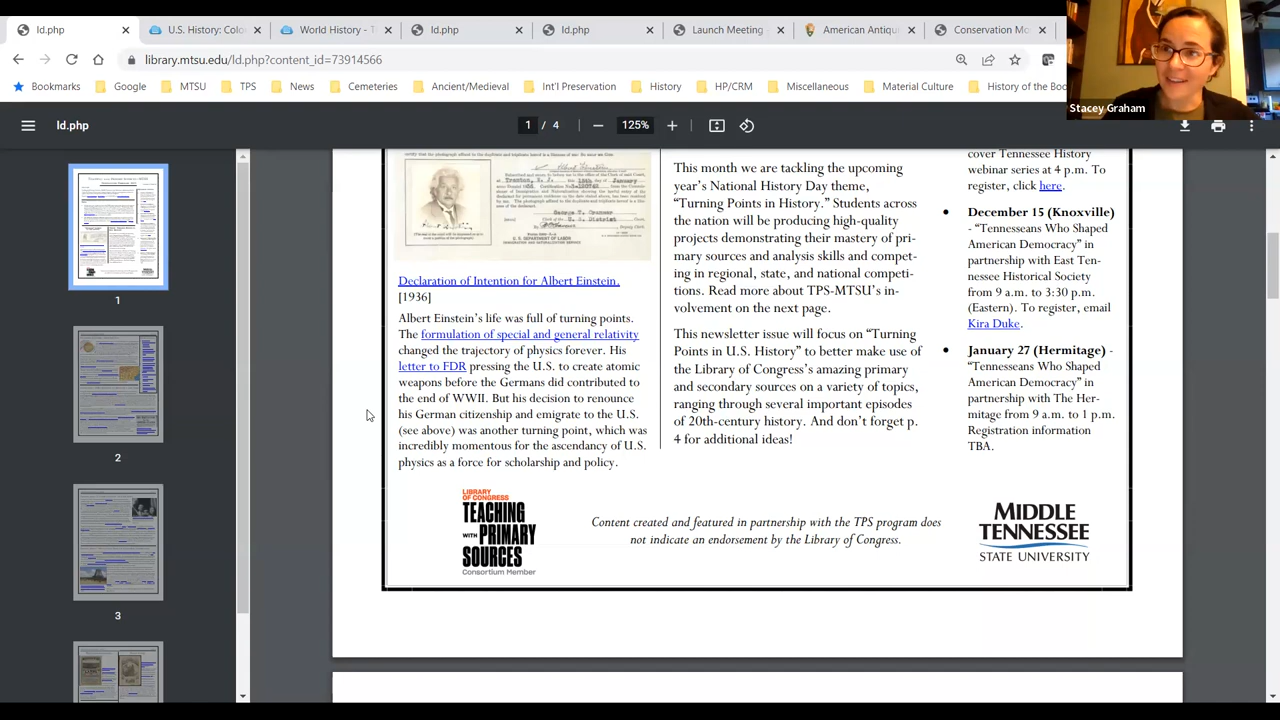 ld.php
U.S. History: Colo
World History - T
ld.php
ld.php
Launch Meeting
American Antiqu
Conservation Mo
library.mtsu.edu/ld.php?content_id=73914566
Bookmarks
Google
MTSU
TPS
News
Cemeteries
Ancient/Medieval
Int'l Preservation
History
HP/CRM
Miscellaneous
Material Culture
History of the Boo
Stacey Graham
ld.php
1 / 4
125%
1
2
3
Declaration of Intention for Albert Einstein.
[1936]
Albert Einstein's life was full of turning points.
The formulation of special and general relativity
changed the trajectory of physics forever. His
letter to FDR pressing the U.S. to create atomic
weapons before the Germans did contributed to
the end of WWII. But his decision to renounce
his German citizenship and emigrate to the U.S.
(see above) was another turning point, which was
incredibly momentous for the ascendancy of U.S.
physics as a force for scholarship and policy.
This month we are tackling the upcoming
year's National History Day theme,
"Turning Points in History." Students across
the nation will be producing high-quality
projects demonstrating their mastery of pri-
mary sources and analysis skills and compet-
ing in regional, state, and national competi-
tions. Read more about TPS-MTSU's in-
volvement on the next page.
This newsletter issue will focus on "Turning
Points in U.S. History" to better make use of
the Library of Congress's amazing primary
and secondary sources on a variety of topics,
ranging through several important episodes
of 20th-century history. And don't forget p.
4 for additional ideas!
cover Tennessee History
webinar series at 4 p.m. To
register, click here.
• December 15 (Knoxville)
- "Tennesseans Who Shaped
American Democracy" in
partnership with East Ten-
nessee Historical Society
from 9 a.m. to 3:30 p.m.
(Eastern). To register, email
Kira Duke.
• January 27 (Hermitage) -
"Tennesseans Who Shaped
American Democracy" in
partnership with The Her-
mitage from 9 a.m. to 1 p.m.
Registration information
TBA.
LIBRARY
OF CONGRESS
TEACHING
WITH PRIMARY
SOURCES
Consortium Member
Content created and featured in partnership with the TPS program does
not indicate an endorsement by the Library of Congress.
MIDDLE
TENNESSEE
STATE UNIVERSITY